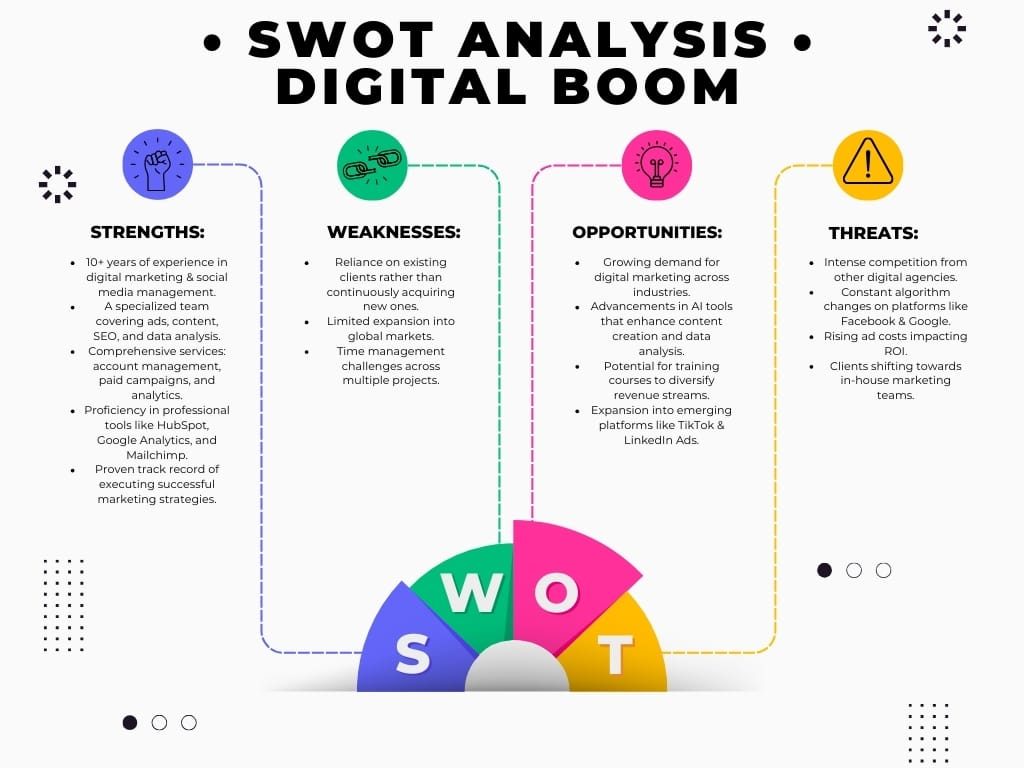 • SWOT ANALYSIS •
DIGITAL BOOM
STRENGTHS:
• 10+ years of experience in
digital marketing & social
media management.
• A specialized team
covering ads, content,
SEO, and data analysis.
• Comprehensive services:
account management,
paid campaigns, and
analytics.
• Proficiency in professional
tools like HubSpot,
Google Analytics, and
Mailchimp.
• Proven track record of
executing successful
marketing strategies.
WEAKNESSES:
• Reliance on existing
clients rather than
continuously acquiring
new ones.
• Limited expansion into
global markets.
• Time management
challenges across
multiple projects.
OPPORTUNITIES:
• Growing demand for
digital marketing across
industries.
• Advancements in AI tools
that enhance content
creation and data
analysis.
• Potential for training
courses to diversify
revenue streams.
• Expansion into emerging
platforms like TikTok &
LinkedIn Ads.
THREATS:
• Intense competition from
other digital agencies.
• Constant algorithm
changes on platforms like
Facebook & Google.
• Rising ad costs impacting
ROI.
• Clients shifting towards
in-house marketing
teams.
S
W
O
T